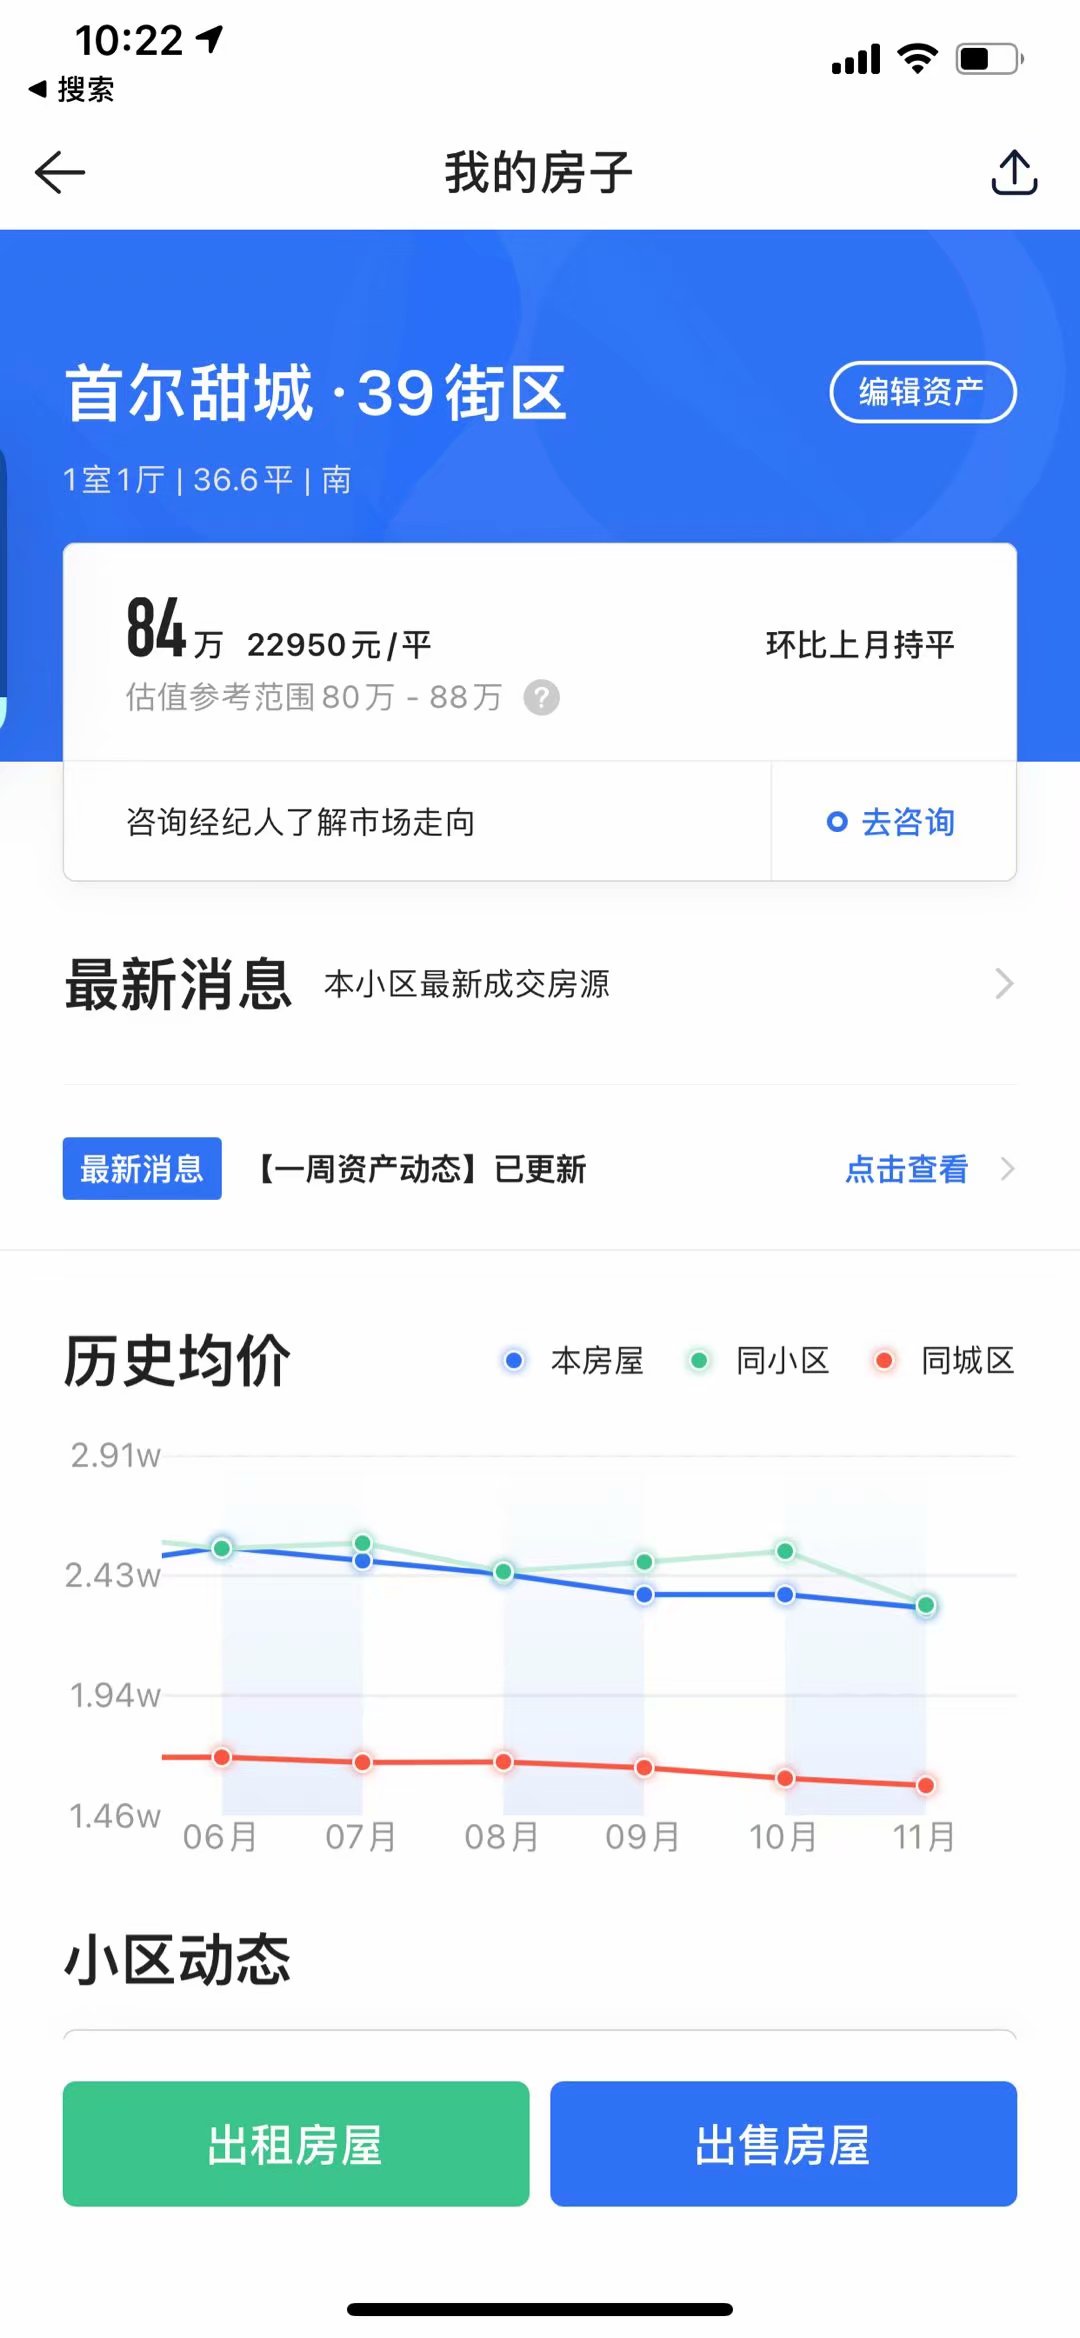 10:22
搜索
我的房子
首尔甜城·39街区
编辑资产
1室1厅 | 36.6平 | 南
84万 22950元/平
环比上月持平
估值参考范围80万 - 88万 ?
咨询经纪人了解市场走向
去咨询
最新消息 本小区最新成交房源
最新消息 【一周资产动态】已更新 点击查看
历史均价
本房屋 同小区 同城区
2.91w
2.43w
1.94w
1.46w
06月 07月 08月 09月 10月 11月
小区动态
出租房屋 出售房屋